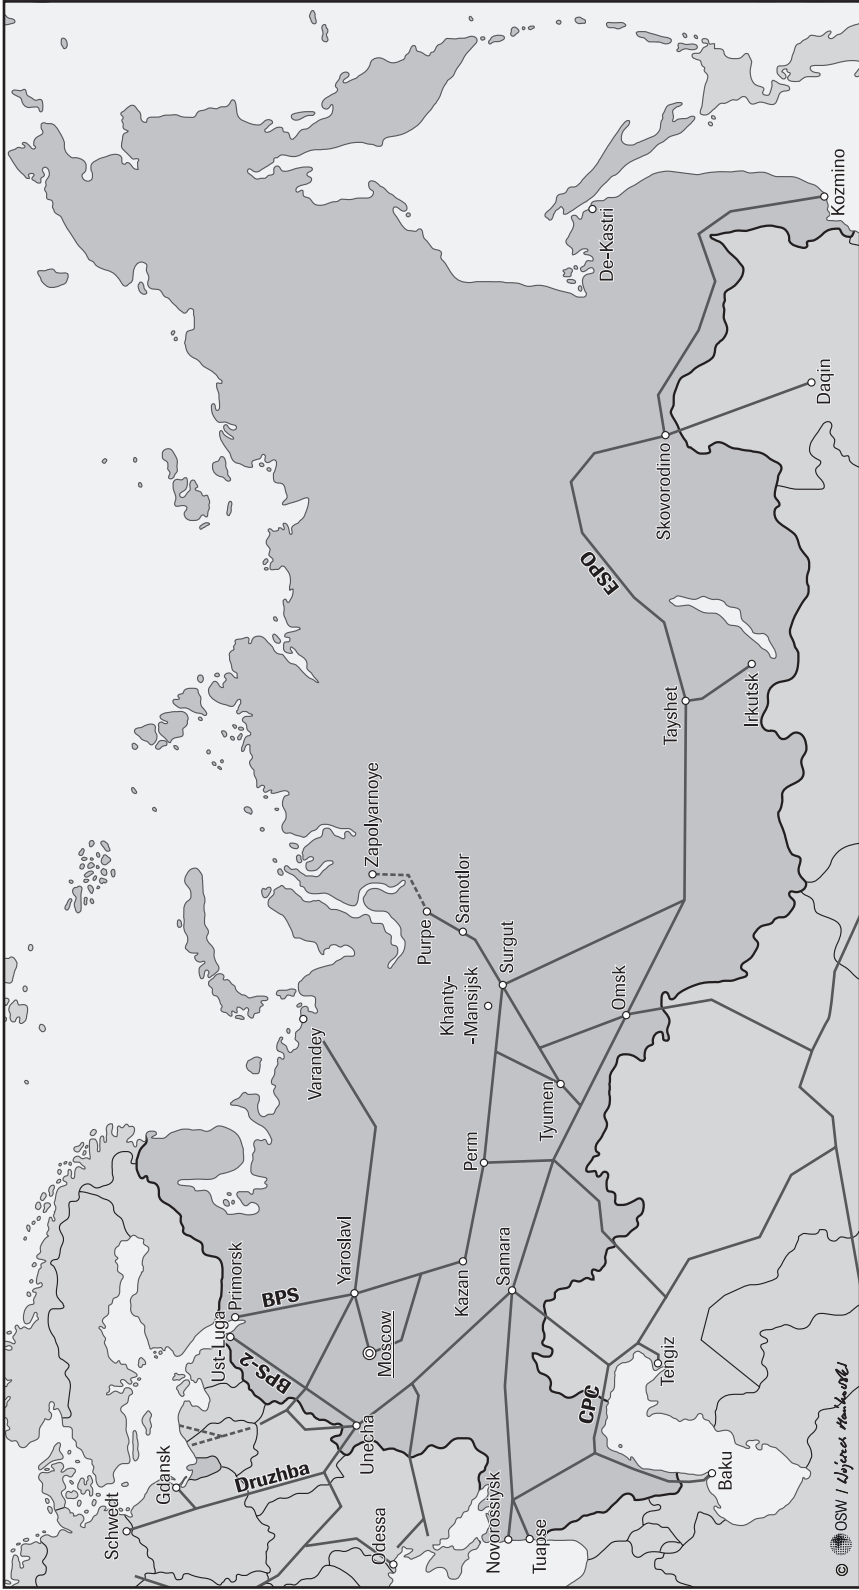 Schwedt
Gdansk
Ust-Luga
Primorsk
BPS-2
Druzhba
BPS
Varandey
Yaroslavl
Unecha
Odessa
Moscow
Zapolyarnoye
Purpe
Khanty-
-Mansijsk
Kazan
Perm
Samotlor
Novorossiysk
Samara
Surgut
Tuapse
Tyumen
CPC
ESPO
De-Kastri
Omsk
Tengiz
Tayshet
Skovorodino
Baku
Irkutsk
Daqin
Kozmino
© OSW / Wojciech Mańkowski